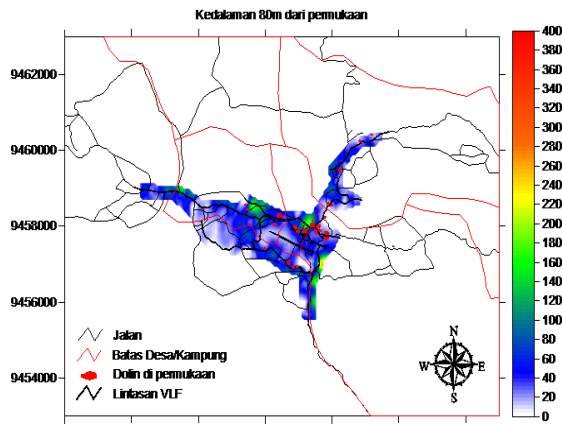 Kedalaman 80m dari permukaan
9462000
9460000
9458000
9456000
9454000
Jalan
Batas Desa/Kampung
Dolin di permukaan
Lintasan VLF
N
W
E
S
400
380
360
340
320
300
280
260
240
220
200
180
160
140
120
100
80
60
40
20
0